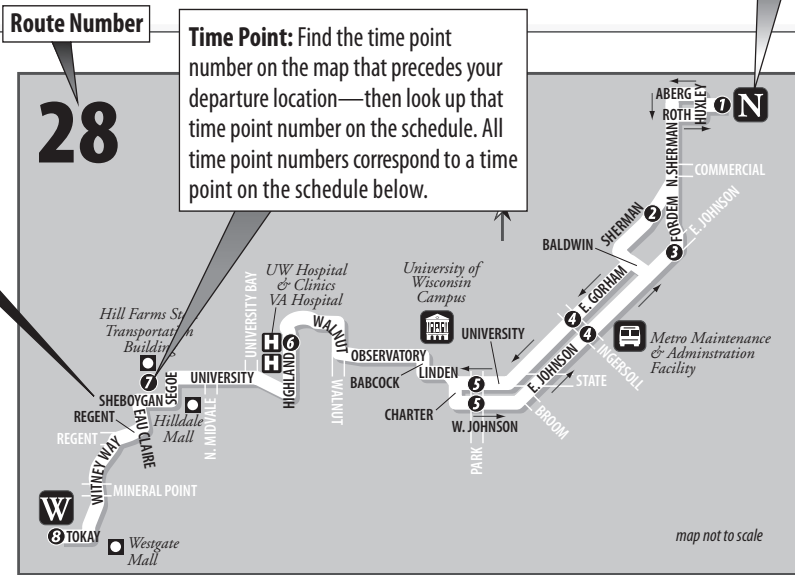 Route Number
Time Point: Find the time point
number on the map that precedes your
departure location—then look up that
time point number on the schedule. All
time point numbers correspond to a time
point on the schedule below.
28
ABERG
ROTH
HUXLEY
1
N
N. SHERMAN
COMMERCIAL
SHERMAN
2
FORDEM
E. JOHNSON
3
BALDWIN
E. GORHAM
4
4
INGERSOLL
Metro Maintenance
& Adminstration
Facility
University of
Wisconsin
Campus
UNIVERSITY
E. JOHNSON
STATE
BROOM
UW Hospital
& Clinics
VA Hospital
UNIVERSITY BAY
H
H
6
HIGHLAND
WALNUT
WALNUT
OBSERVATORY
BABCOCK
LINDEN
5
5
CHARTER
W. JOHNSON
PARK
Hill Farms St
Transportation
Building
7
SEGOE
UNIVERSITY
SHEBOYGAN
REGENT
EAU CLAIRE
Hilldale
Mall
N. MIDVALE
REGENT
WITNEY WAY
MINERAL POINT
W
8
TOKAY
Westgate
Mall
map not to scale